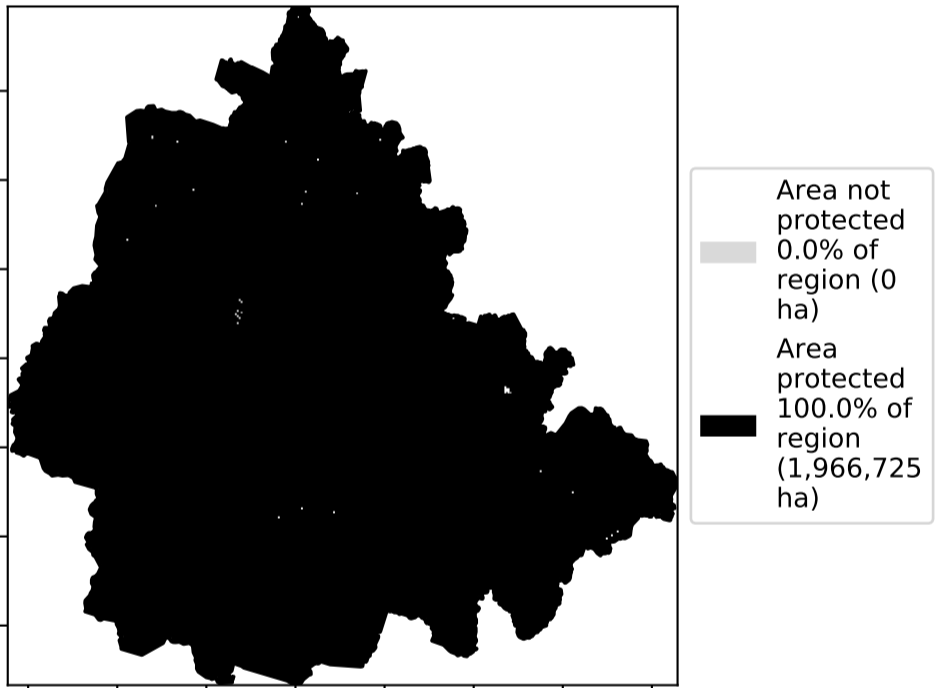 Area not
protected
0.0% of
region (0
ha)
Area
protected
100.0% of
region
(1,966,725
ha)